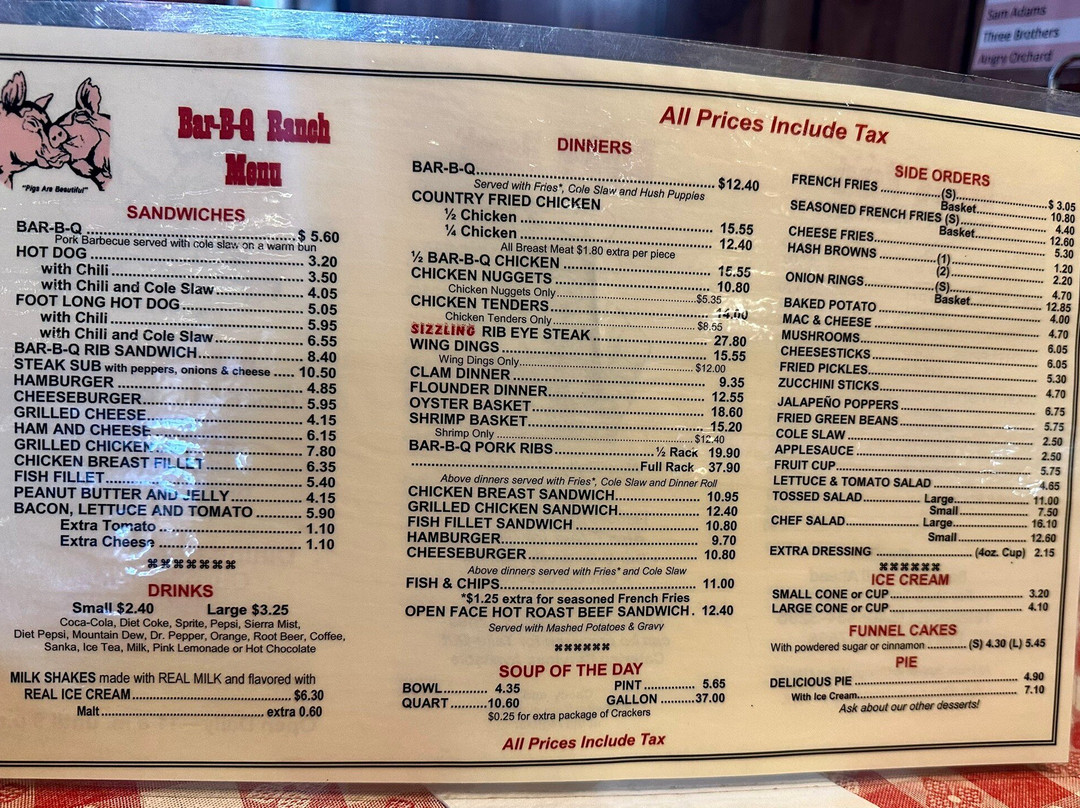 Sam Adams
Three Brothers
Angry Orchard
"Pigs Are Beautiful"
Bar-B-Q Ranch
Menu
All Prices Include Tax
SANDWICHES
BAR-B-Q $ 5.60
Pork Barbecue served with cole slaw on a warm bun
HOT DOG 3.20
with Chili 3.50
with Chili and Cole Slaw 4.05
FOOT LONG HOT DOG 5.05
with Chili 5.95
with Chili and Cole Slaw 6.55
BAR-B-Q RIB SANDWICH 8.40
STEAK SUB with peppers, onions & cheese 10.50
HAMBURGER 4.85
CHEESEBURGER 5.95
GRILLED CHEESE 4.15
HAM AND CHEESE 6.15
GRILLED CHICKEN 7.80
CHICKEN BREAST FILLET 6.35
FISH FILLET 5.40
PEANUT BUTTER AND JELLY 4.15
BACON, LETTUCE AND TOMATO 5.90
Extra Tomato 1.10
Extra Cheese 1.10
⌘⌘⌘⌘⌘⌘⌘
DRINKS
Small $2.40 Large $3.25
Coca-Cola, Diet Coke, Sprite, Pepsi, Sierra Mist,
Diet Pepsi, Mountain Dew, Dr. Pepper, Orange, Root Beer, Coffee,
Sanka, Ice Tea, Milk, Pink Lemonade or Hot Chocolate
MILK SHAKES made with REAL MILK and flavored with
REAL ICE CREAM $6.30
Malt extra 0.60
DINNERS
BAR-B-Q $12.40
Served with Fries*, Cole Slaw and Hush Puppies
COUNTRY FRIED CHICKEN
½ Chicken 15.55
¼ Chicken 12.40
All Breast Meat $1.80 extra per piece
½ BAR-B-Q CHICKEN 15.55
CHICKEN NUGGETS 10.80
Chicken Nuggets Only $5.35
CHICKEN TENDERS 14.00
Chicken Tenders Only $8.55
SIZZLING RIB EYE STEAK 27.80
WING DINGS 15.55
Wing Dings Only $12.00
CLAM DINNER 9.35
FLOUNDER DINNER 12.55
OYSTER BASKET 18.60
SHRIMP BASKET 15.20
Shrimp Only $12.40
BAR-B-Q PORK RIBS ½ Rack 19.90
Full Rack 37.90
Above dinners served with Fries*, Cole Slaw and Dinner Roll
CHICKEN BREAST SANDWICH 10.95
GRILLED CHICKEN SANDWICH 12.40
FISH FILLET SANDWICH 10.80
HAMBURGER 9.70
CHEESEBURGER 10.80
Above dinners served with Fries* and Cole Slaw
FISH & CHIPS 11.00
*$1.25 extra for seasoned French Fries
OPEN FACE HOT ROAST BEEF SANDWICH 12.40
Served with Mashed Potatoes & Gravy
⌘⌘⌘⌘⌘⌘
SOUP OF THE DAY
BOWL 4.35 PINT 5.65
QUART 10.60 GALLON 37.00
$0.25 for extra package of Crackers
All Prices Include Tax
SIDE ORDERS
FRENCH FRIES (S) $ 3.05
Basket 10.80
SEASONED FRENCH FRIES (S) 4.40
Basket 12.60
CHEESE FRIES 5.30
HASH BROWNS (1) 1.20
(2) 2.20
ONION RINGS (S) 4.70
Basket 12.85
BAKED POTATO 4.00
MAC & CHEESE 4.70
MUSHROOMS 6.05
CHEESESTICKS 6.05
FRIED PICKLES 5.30
ZUCCHINI STICKS 4.70
JALAPEÑO POPPERS 6.75
FRIED GREEN BEANS 5.75
COLE SLAW 2.50
APPLESAUCE 2.50
FRUIT CUP 5.75
LETTUCE & TOMATO SALAD 4.65
TOSSED SALAD Large 11.00
Small 7.50
CHEF SALAD Large 16.10
Small 12.60
EXTRA DRESSING (4oz. Cup) 2.15
⌘⌘⌘⌘⌘⌘
ICE CREAM
SMALL CONE or CUP 3.20
LARGE CONE or CUP 4.10
FUNNEL CAKES
With powdered sugar or cinnamon (S) 4.30 (L) 5.45
PIE
DELICIOUS PIE 4.90
With Ice Cream 7.10
Ask about our other desserts!